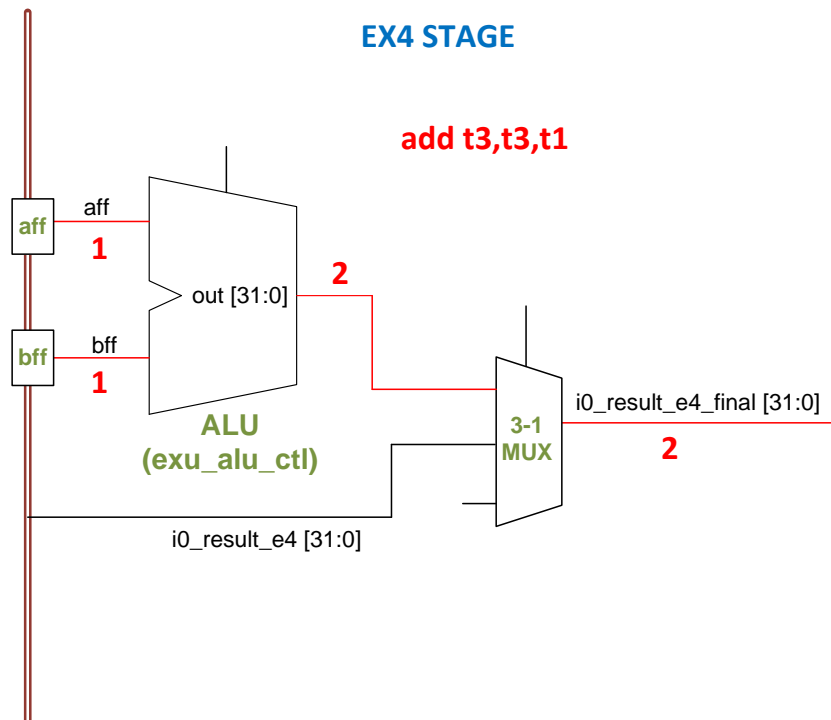 EX4 STAGE
add t3,t3,t1
aff
aff
1
2
out [31:0]
bff
bff
1
i0_result_e4_final [31:0]
3-1
MUX
2
ALU
(exu_alu_ctl)
i0_result_e4 [31:0]